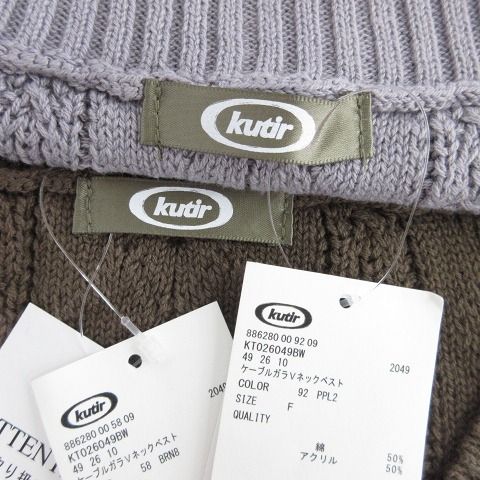 kutir
kutir
kutir
886280 00 92 09
KT026049BW
49 26 10 2049
ケーブルガラVネックベスト
COLOR 92 PPL2
SIZE F
QUALITY
綿 50%
アクリル 50%
kutir
886280 00 58 09
KT026049BW
49 26 10
ケーブルガラVネックベスト
58 BRN8
TTEN